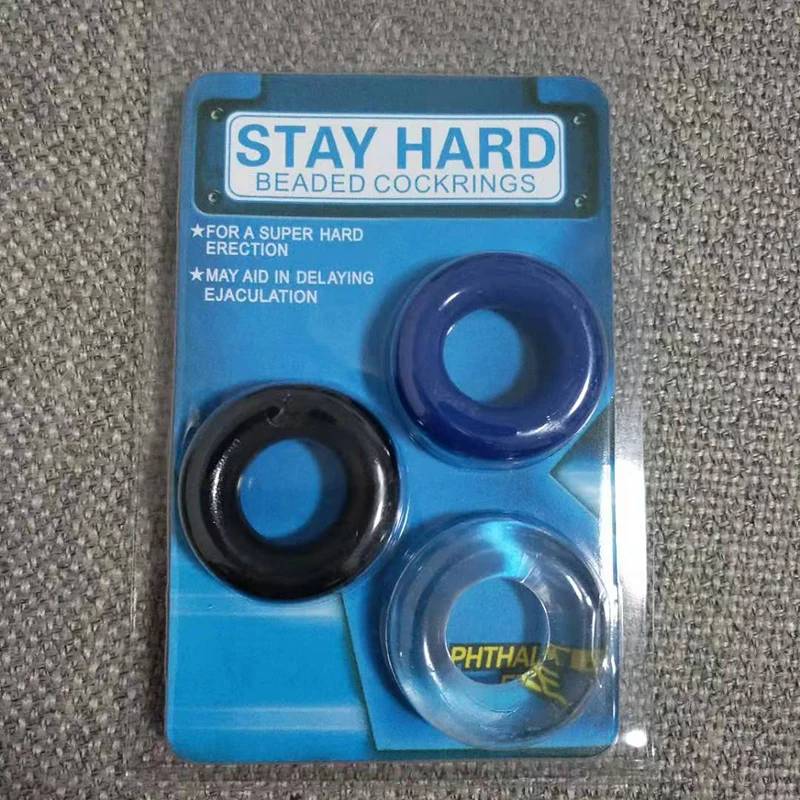 STAY HARD
BEADED COCKRINGS
★FOR A SUPER HARD
ERECTION
★MAY AID IN DELAYING
EJACULATION